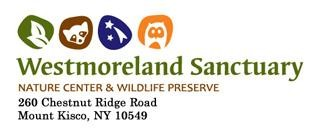 Westmoreland Sanctuary
NATURE CENTER & WILDLIFE PRESERVE
260 Chestnut Ridge Road
Mount Kisco, NY 10549